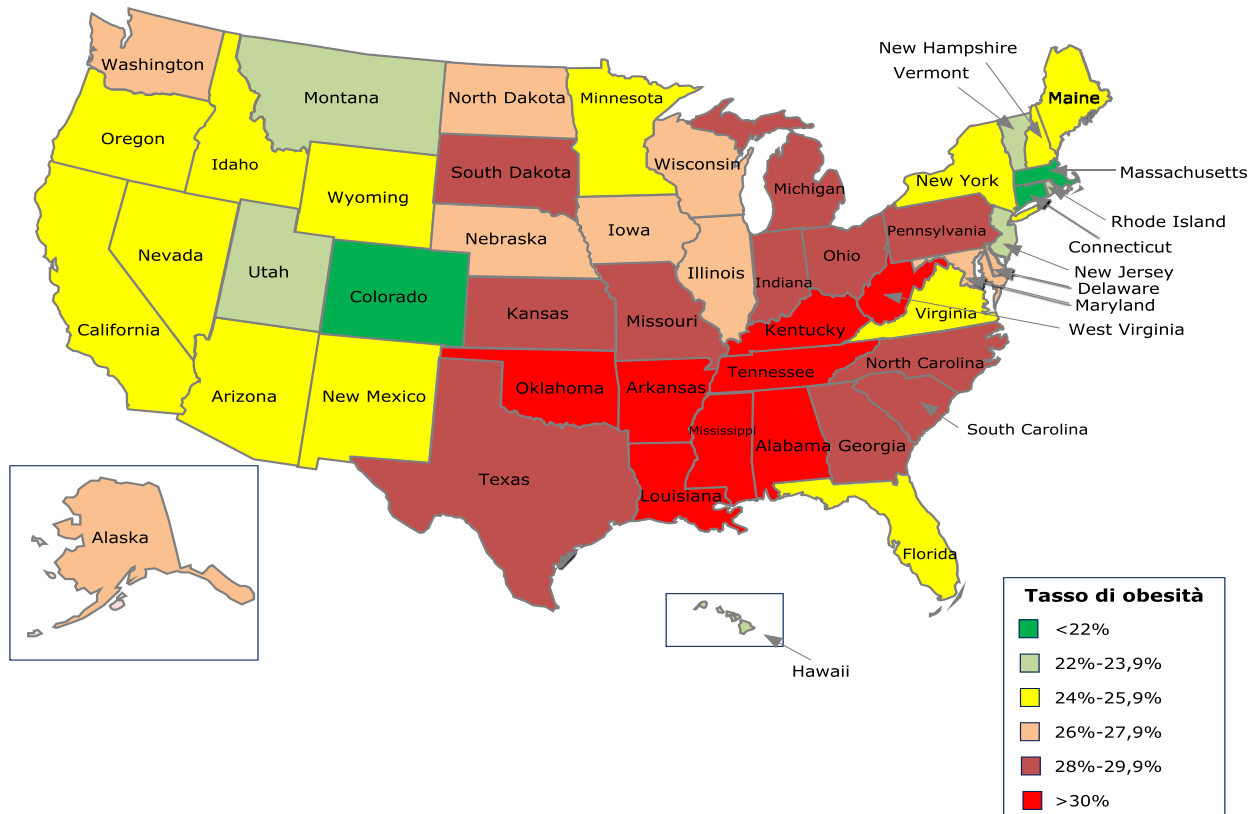 New Hampshire
Vermont
Washington
Montana
North Dakota
Minnesota
Maine
Oregon
Idaho
Wisconsin
South Dakota
Michigan
Massachusetts
New York
Wyoming
Rhode Island
Iowa
Pennsylvania
Nebraska
Connecticut
Nevada
Ohio
Utah
Illinois
New Jersey
Indiana
Delaware
Colorado
Maryland
Kansas
Virginia
Missouri
California
Kentucky
West Virginia
North Carolina
Tennessee
Oklahoma
Arkansas
Arizona
New Mexico
Mississippi
South Carolina
Alabama
Georgia
Texas
Louisiana
Alaska
Florida
Hawaii
Tasso di obesità
<22%
22%-23,9%
24%-25,9%
26%-27,9%
28%-29,9%
>30%